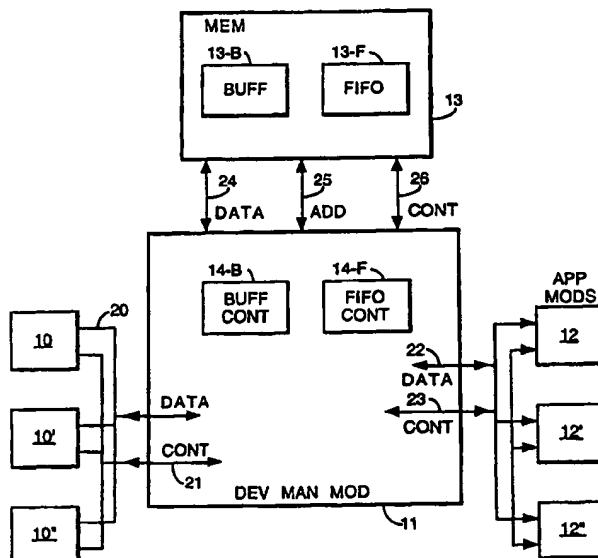 MEM
13-B
13-F
BUFF
FIFO
13
24
25
26
DATA
ADD
CONT
14-B
14-F
BUFF
CONT
FIFO
CONT
APP
MODS
20
10
12
22
DATA
23
CONT
10'
DATA
12'
CONT
21
10"
DEV MAN MOD
11
12"